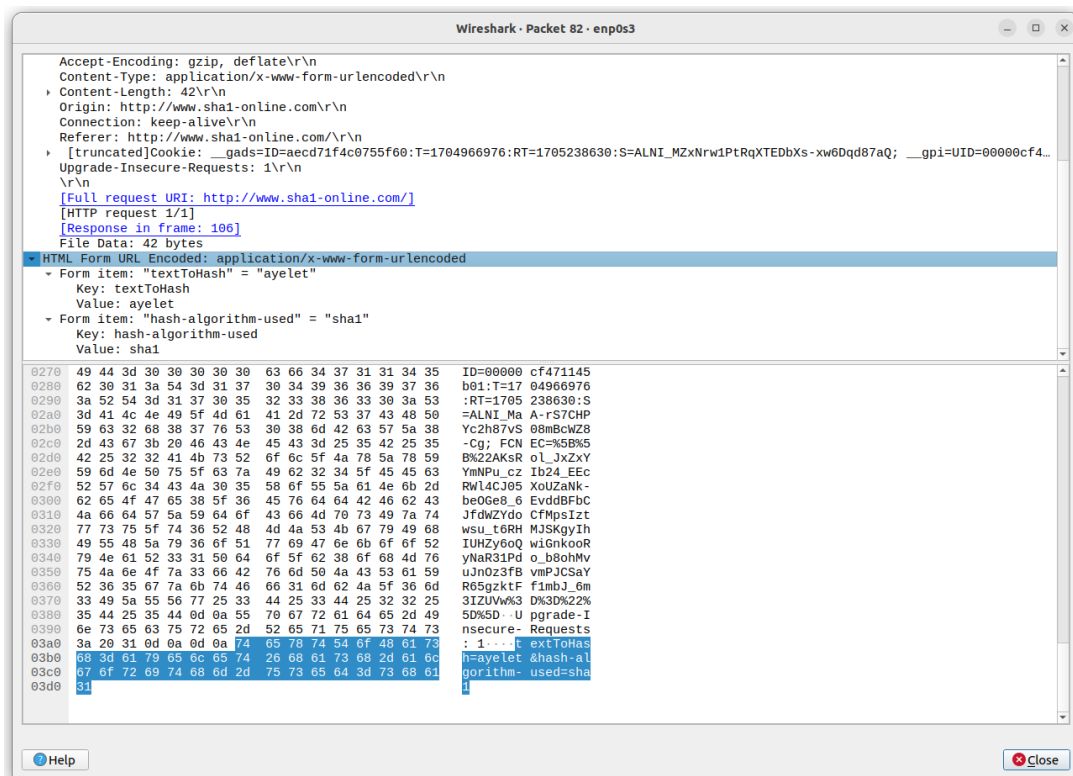 Wireshark · Packet 82 · enp0s3
Accept-Encoding: gzip, deflate\r\n
Content-Type: application/x-www-form-urlencoded\r\n
Content-Length: 42\r\n
Origin: http://www.sha1-online.com\r\n
Connection: keep-alive\r\n
Referer: http://www.sha1-online.com/\r\n
[truncated]Cookie: __gads=ID=aecd71f4c0755f60:T=1704966976:RT=1705238630:S=ALNI_MZxNrw1PtRqXTEDbXs-xw6Dqd87aQ; __gpi=UID=00000cf4…
Upgrade-Insecure-Requests: 1\r\n
\r\n
[Full request URI: http://www.sha1-online.com/]
[HTTP request 1/1]
[Response in frame: 106]
File Data: 42 bytes
HTML Form URL Encoded: application/x-www-form-urlencoded
Form item: "textToHash" = "ayelet"
Key: textToHash
Value: ayelet
Form item: "hash-algorithm-used" = "sha1"
Key: hash-algorithm-used
Value: sha1
0270 49 44 3d 30 30 30 30 30 63 66 34 37 31 31 34 35 ID=00000 cf471145
0280 62 30 31 3a 54 3d 31 37 30 34 39 36 36 39 37 36 b01:T=17 04966976
0290 3a 52 54 3d 31 37 30 35 32 33 38 36 33 30 3a 53 :RT=1705 238630:S
02a0 3d 41 4c 4e 49 5f 4d 61 41 2d 72 53 37 43 48 50 =ALNI_Ma A-rS7CHP
02b0 59 63 32 68 38 37 76 53 30 38 6d 42 63 57 5a 38 Yc2h87vS 08mBcWZ8
02c0 2d 43 67 3b 20 46 43 4e 45 43 3d 25 35 42 25 35 -Cg; FCN EC=%5B%5
02d0 42 25 32 32 41 4b 73 52 6f 6c 5f 4a 78 5a 78 59 B%22AKsR ol_JxZxY
02e0 59 6d 4e 50 75 5f 63 7a 49 62 32 34 5f 45 45 63 YmNPu_cz Ib24_EEc
02f0 52 57 6c 34 43 4a 30 35 58 6f 55 5a 61 4e 6b 2d RWl4CJ05 XoUZaNk-
0300 62 65 4f 47 65 38 5f 36 45 76 64 64 42 46 62 43 beOGe8_6 EvddBFbC
0310 4a 66 64 57 5a 59 64 6f 43 66 4d 70 73 49 7a 74 JfdWZYdo CfMpsIzt
0320 77 73 75 5f 74 36 52 48 4d 4a 53 4b 67 79 49 68 wsu_t6RH MJSKgyIh
0330 49 55 48 5a 79 36 6f 51 77 69 47 6e 6b 6f 6f 52 IUHZy6oQ wiGnkooR
0340 79 4e 61 52 33 31 50 64 6f 5f 62 38 6f 68 4d 76 yNaR31Pd o_b8ohMv
0350 75 4a 6e 4f 7a 33 66 42 76 6d 50 4a 43 53 61 59 uJnOz3fB vmPJCSaY
0360 52 36 35 67 7a 6b 74 46 66 31 6d 62 4a 5f 36 6d R65gzktF f1mbJ_6m
0370 33 49 5a 55 56 77 25 33 44 25 33 44 25 32 32 25 3IZUVw%3 D%3D%22%
0380 35 44 25 35 44 0d 0a 55 70 67 72 61 64 65 2d 49 5D%5D··U pgrade-I
0390 6e 73 65 63 75 72 65 2d 52 65 71 75 65 73 74 73 nsecure- Requests
03a0 3a 20 31 0d 0a 0d 0a 74 65 78 74 54 6f 48 61 73 : 1····t extToHas
03b0 68 3d 61 79 65 6c 65 74 26 68 61 73 68 2d 61 6c h=ayelet &hash-al
03c0 67 6f 72 69 74 68 6d 2d 75 73 65 64 3d 73 68 61 gorithm- used=sha
03d0 31 1
Help
Close